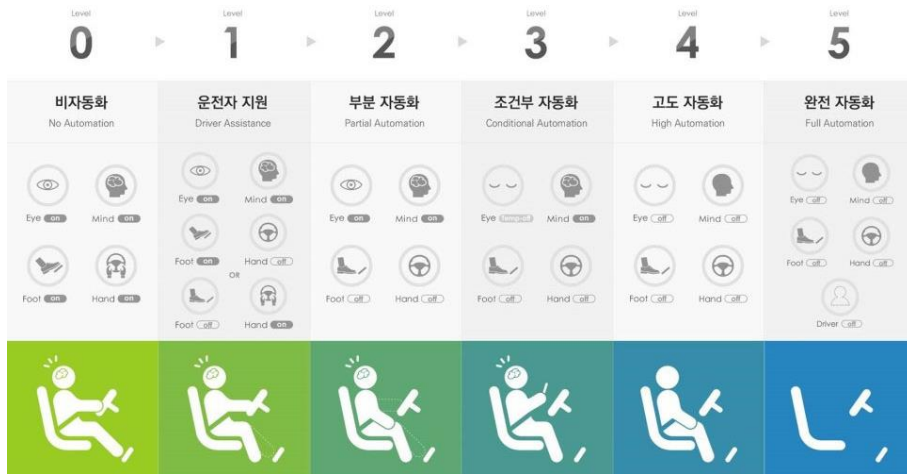 Level Level Level Level Level Level
0 1 2 3 4 5
비자동화 운전자 지원 부분 자동화 조건부 자동화 고도 자동화 완전 자동화
No Automation Driver Assistance Partial Automation Conditional Automation High Automation Full Automation
Eye on Mind on Eye on Mind on Eye on Mind on Eye Temp-off Mind on Eye off Mind off Eye off Mind off
Foot on Hand off
OR
Foot on Hand on Foot off Hand on Foot off Hand off Foot off Hand off Foot off Hand off Foot off Hand off
Driver off